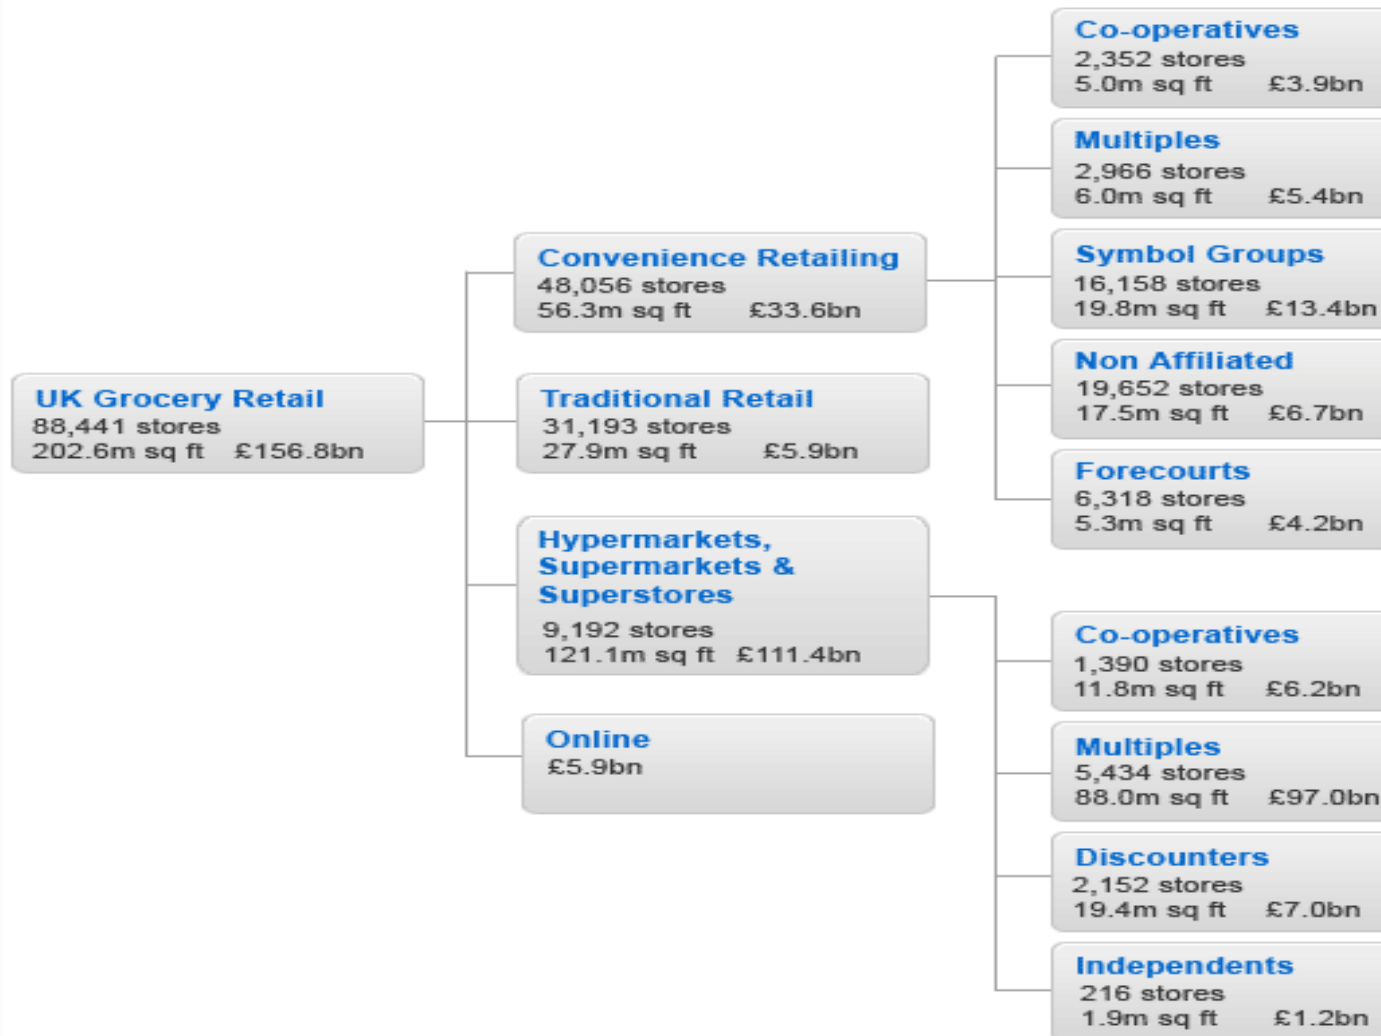 UK Grocery Retail
88,441 stores
202.6m sq ft £156.8bn
Convenience Retailing
48,056 stores
56.3m sq ft £33.6bn
Traditional Retail
31,193 stores
27.9m sq ft £5.9bn
Hypermarkets,
Supermarkets &
Superstores
9,192 stores
121.1m sq ft £111.4bn
Online
£5.9bn
Co-operatives
2,352 stores
5.0m sq ft £3.9bn
Multiples
2,966 stores
6.0m sq ft £5.4bn
Symbol Groups
16,158 stores
19.8m sq ft £13.4bn
Non Affiliated
19,652 stores
17.5m sq ft £6.7bn
Forecourts
6,318 stores
5.3m sq ft £4.2bn
Co-operatives
1,390 stores
11.8m sq ft £6.2bn
Multiples
5,434 stores
88.0m sq ft £97.0bn
Discounters
2,152 stores
19.4m sq ft £7.0bn
Independents
216 stores
1.9m sq ft £1.2bn